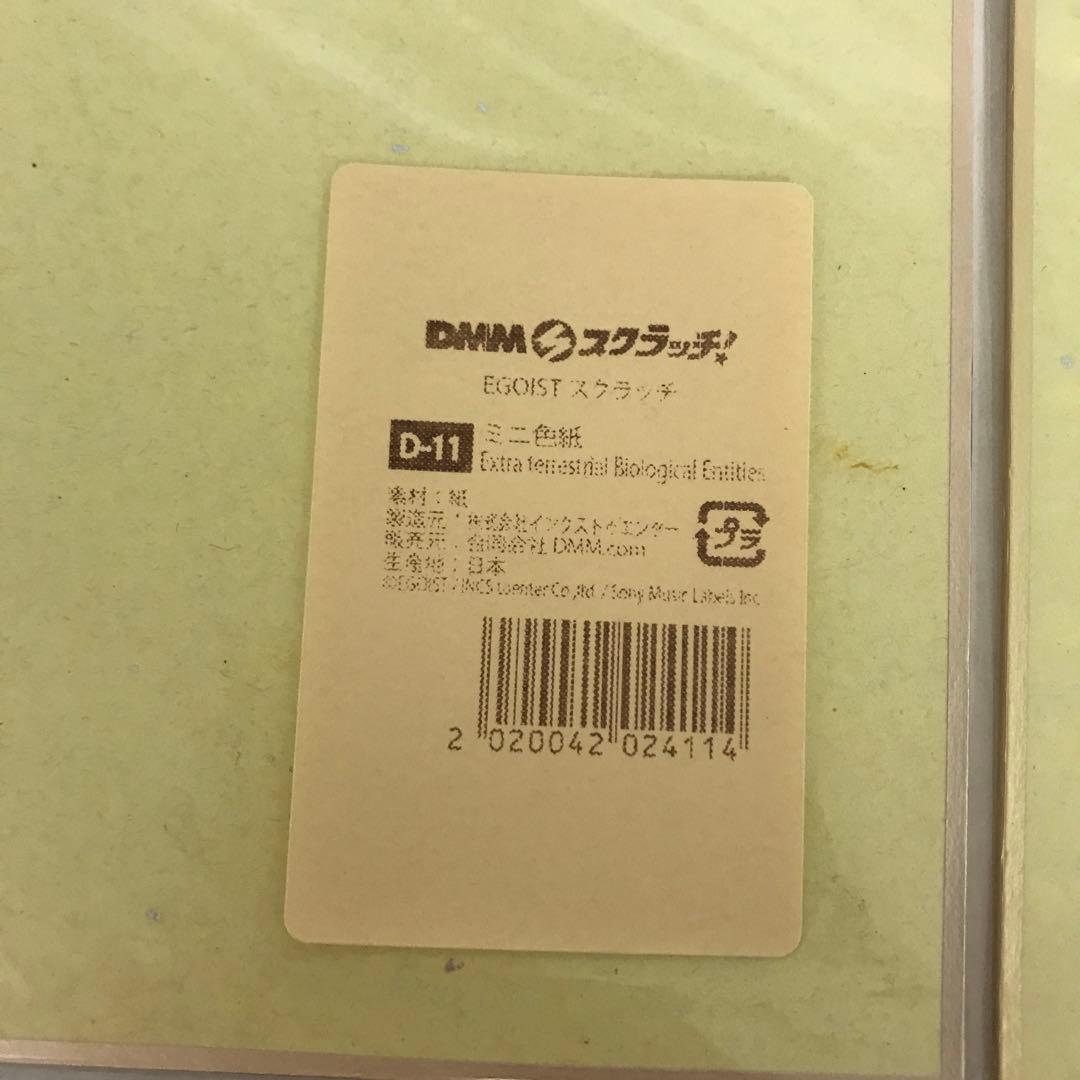 DMM スクラッチ!
EGOIST スクラッチ
D-11 ミニ色紙
Extra terrestrial Biological Entities
素材：紙
製造元：株式会社インクストゥエンター
販売元：合同会社 DMM.com
生産地：日本
プラ
©EGOIST / INCS toenter Co.,ltd. / Sony Music Labels Inc.
2 020042 024114